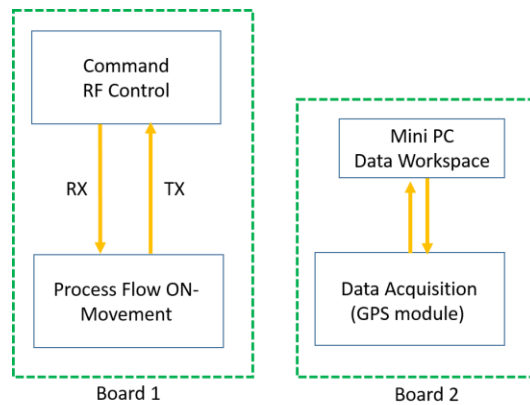 Command
RF Control
RX
TX
Process Flow ON-
Movement
Board 1
Mini PC
Data Workspace
Data Acquisition
(GPS module)
Board 2